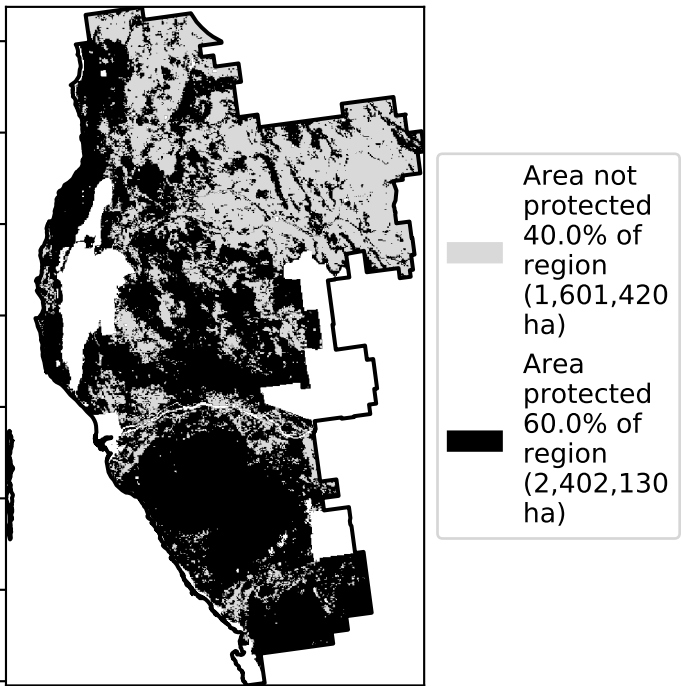 Area not
protected
40.0% of
region
(1,601,420
ha)
Area
protected
60.0% of
region
(2,402,130
ha)